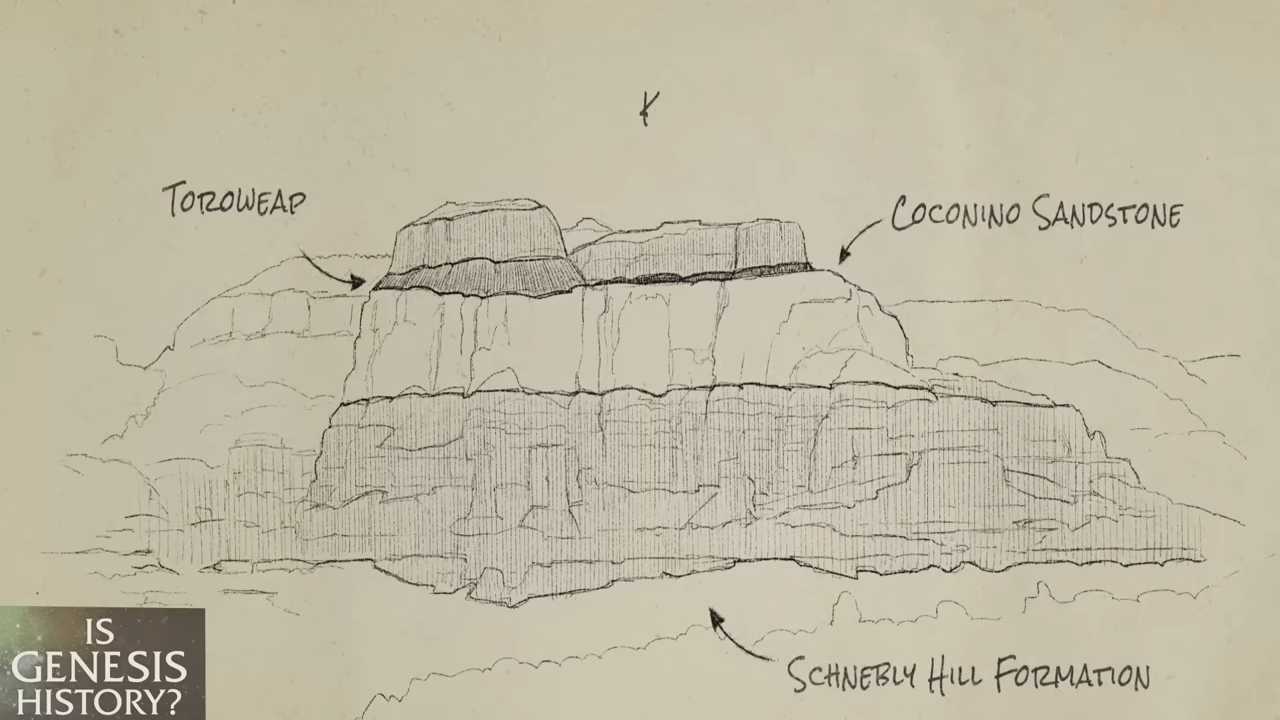 K
TOROWEAP
COCONINO SANDSTONE
SCHNEBLY HILL FORMATION
IS
GENESIS
HISTORY?